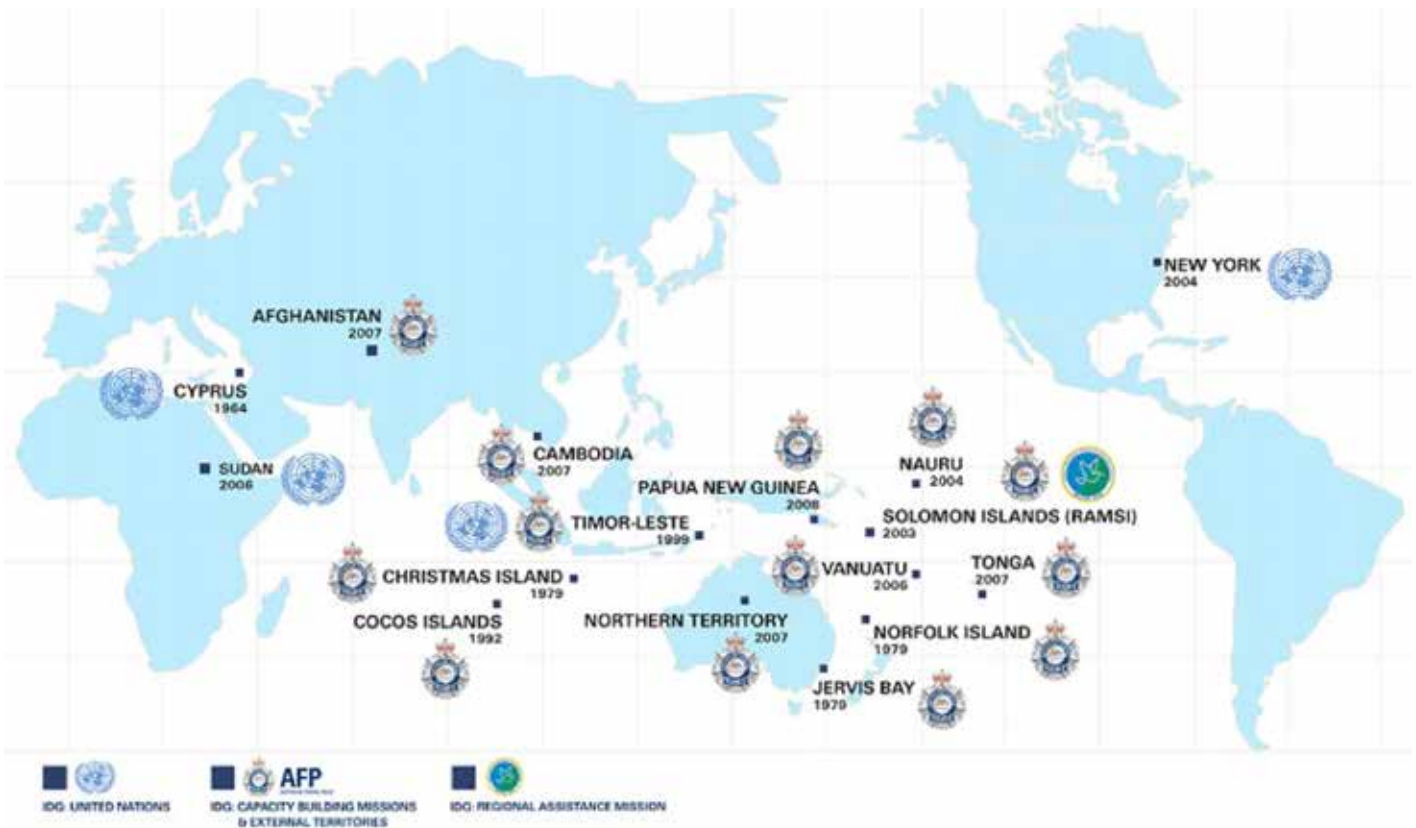 NEW YORK
2004
AFGHANISTAN
2007
CYPRUS
1964
SUDAN
2006
CAMBODIA
2007
PAPUA NEW GUINEA
2008
NAURU
2004
SOLOMON ISLANDS (RAMSI)
2003
TIMOR-LESTE
1999
CHRISTMAS ISLAND
1979
VANUATU
2006
TONGA
2007
COCOS ISLANDS
1992
NORTHERN TERRITORY
2007
NORFOLK ISLAND
1979
JERVIS BAY
1979
IDG: UNITED NATIONS
AFP
IDG: CAPACITY BUILDING MISSIONS
& EXTERNAL TERRITORIES
IDG: REGIONAL ASSISTANCE MISSION